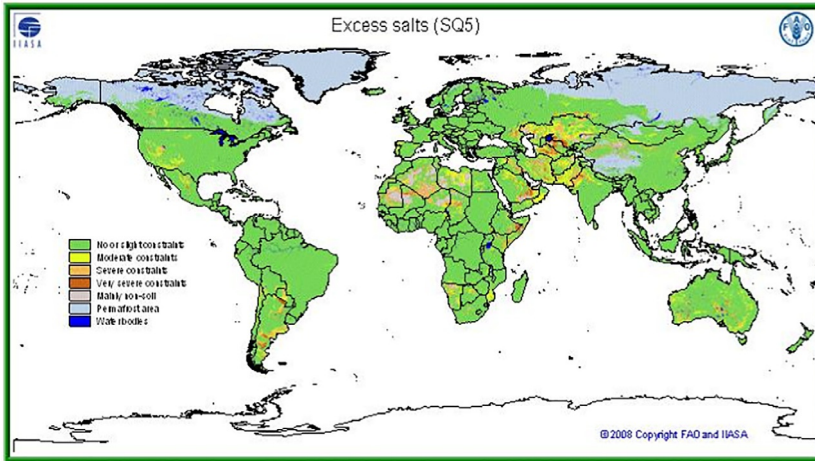 Excess salts (SQ5)
IIASA
FAO
No or slight constraints
Moderate constraints
Severe constraints
Very severe constraints
Mainly non-soil
Permafrost area
Waterbodies
© 2008 Copyright FAO and IIASA